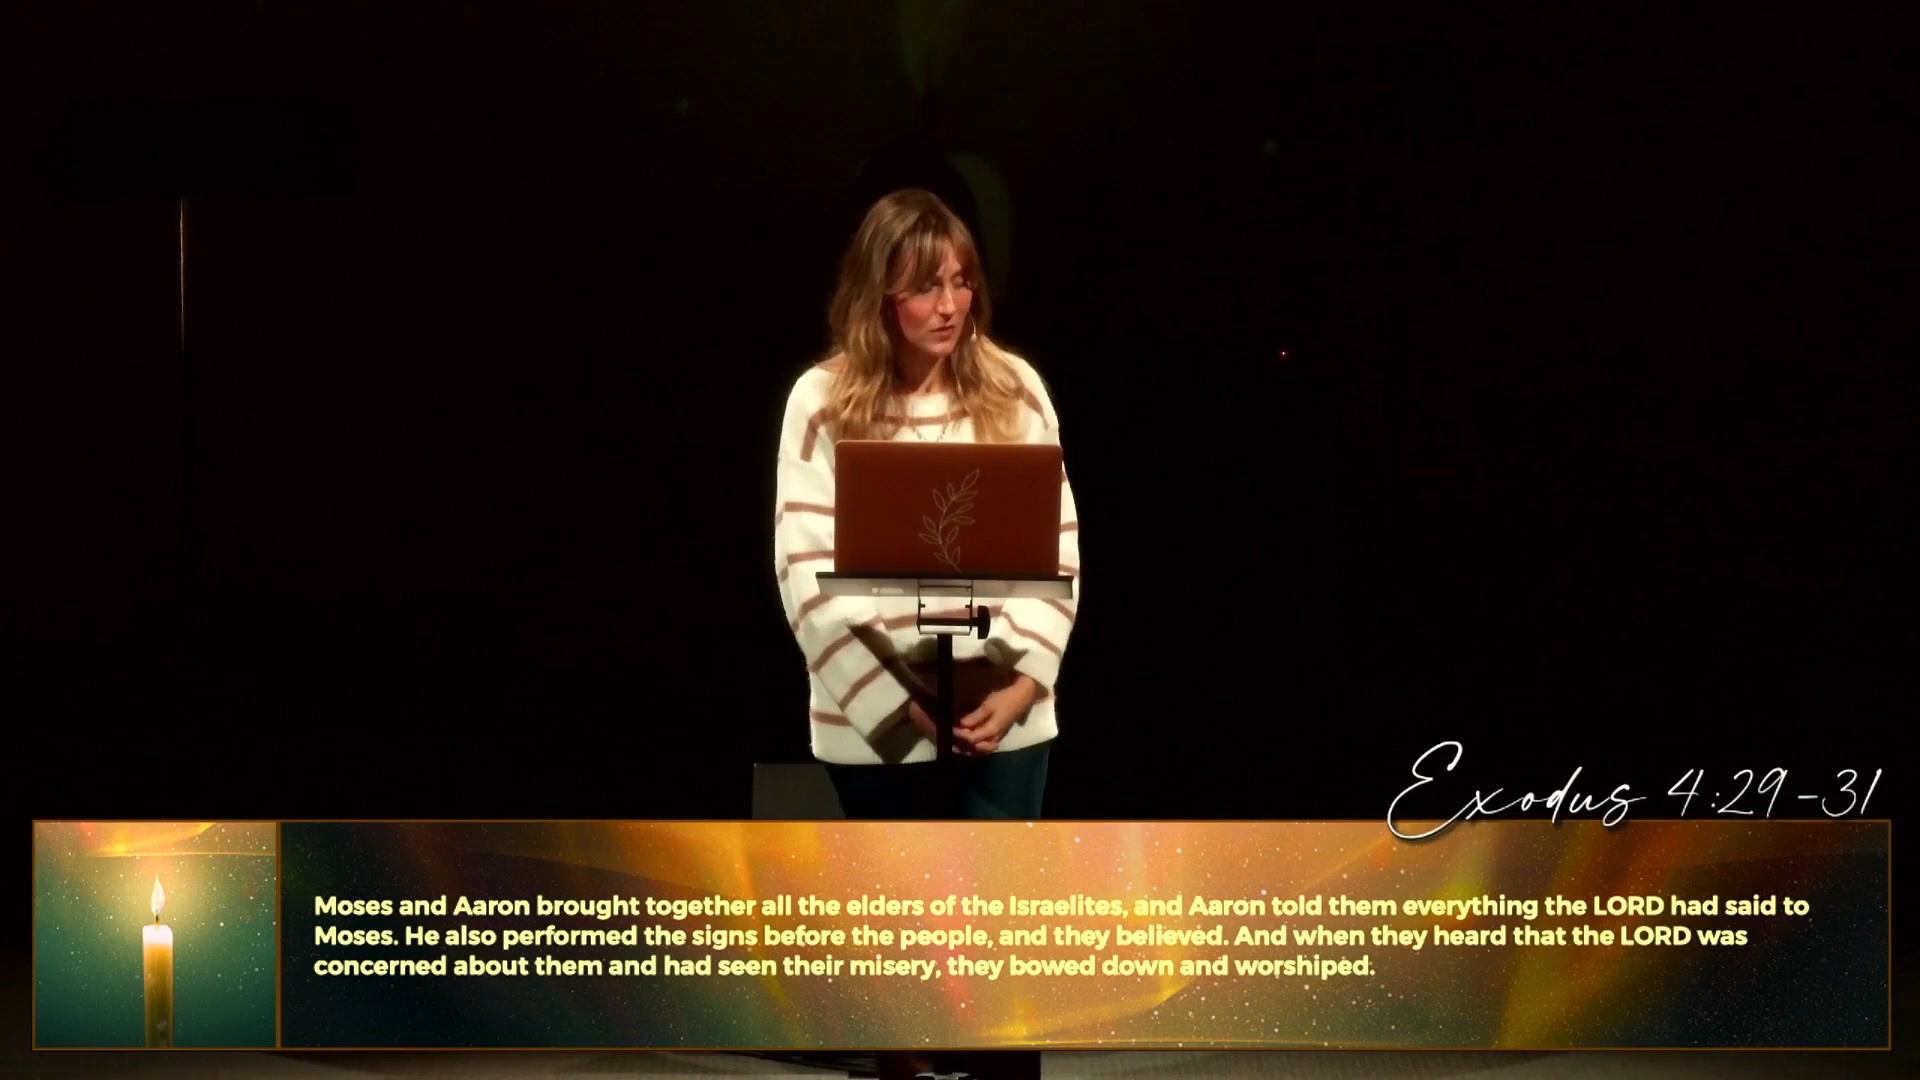 Exodus 4:29-31
Moses and Aaron brought together all the elders of the Israelites, and Aaron told them everything the LORD had said to
Moses. He also performed the signs before the people, and they believed. And when they heard that the LORD was
concerned about them and had seen their misery, they bowed down and worshiped.